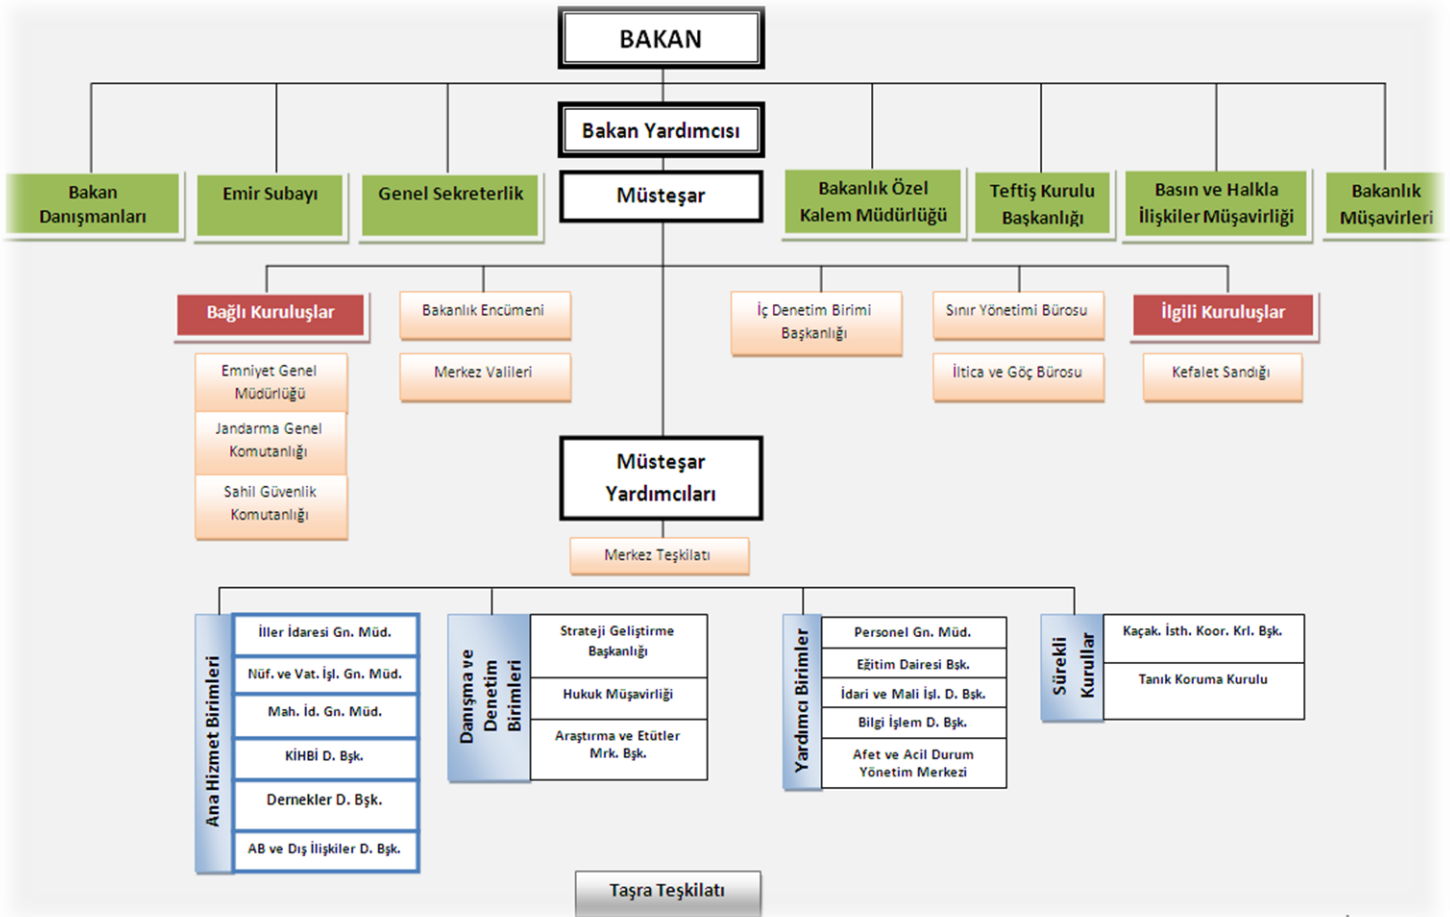 BAKAN
Bakan Yardımcısı
Müsteşar
Bakan
Danışmanları
Emir Subayı
Genel Sekreterlik
Bakanlık Özel
Kalem Müdürlüğü
Teftiş Kurulu
Başkanlığı
Basın ve Halkla
İlişkiler Müşavirliği
Bakanlık
Müşavirleri
Bağlı Kuruluşlar
Emniyet Genel
Müdürlüğü
Jandarma Genel
Komutanlığı
Sahil Güvenlik
Komutanlığı
Bakanlık Encümeni
Merkez Valileri
İç Denetim Birimi
Başkanlığı
Sınır Yönetimi Bürosu
İltica ve Göç Bürosu
İlgili Kuruluşlar
Kefalet Sandığı
Müsteşar
Yardımcıları
Merkez Teşkilatı
Ana Hizmet Birimleri
İller İdaresi Gn. Müd.
Nüf. ve Vat. İşl. Gn. Müd.
Mah. İd. Gn. Müd.
KİHBİ D. Bşk.
Dernekler D. Bşk.
AB ve Dış İlişkiler D. Bşk.
Danışma ve
Denetim
Birimleri
Strateji Geliştirme
Başkanlığı
Hukuk Müşavirliği
Araştırma ve Etütler
Mrk. Bşk.
Yardımcı Birimler
Personel Gn. Müd.
Eğitim Dairesi Bşk.
İdari ve Mali İşl. D. Bşk.
Bilgi İşlem D. Bşk.
Afet ve Acil Durum
Yönetim Merkezi
Sürekli
Kurullar
Kaçak. İsth. Koor. Krl. Bşk.
Tanık Koruma Kurulu
Taşra Teşkilatı